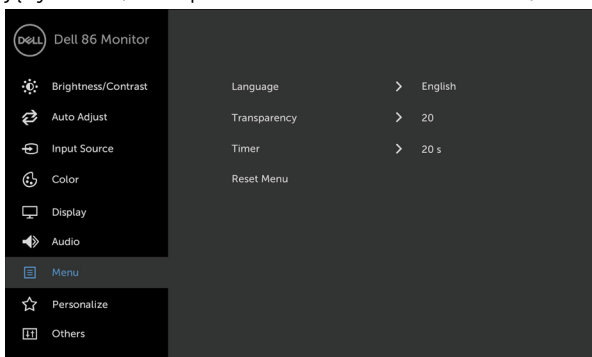 DELL
Dell 86 Monitor
Brightness/Contrast
Auto Adjust
Input Source
Color
Display
Audio
Menu
Personalize
Others
Language > English
Transparency > 20
Timer > 20 s
Reset Menu